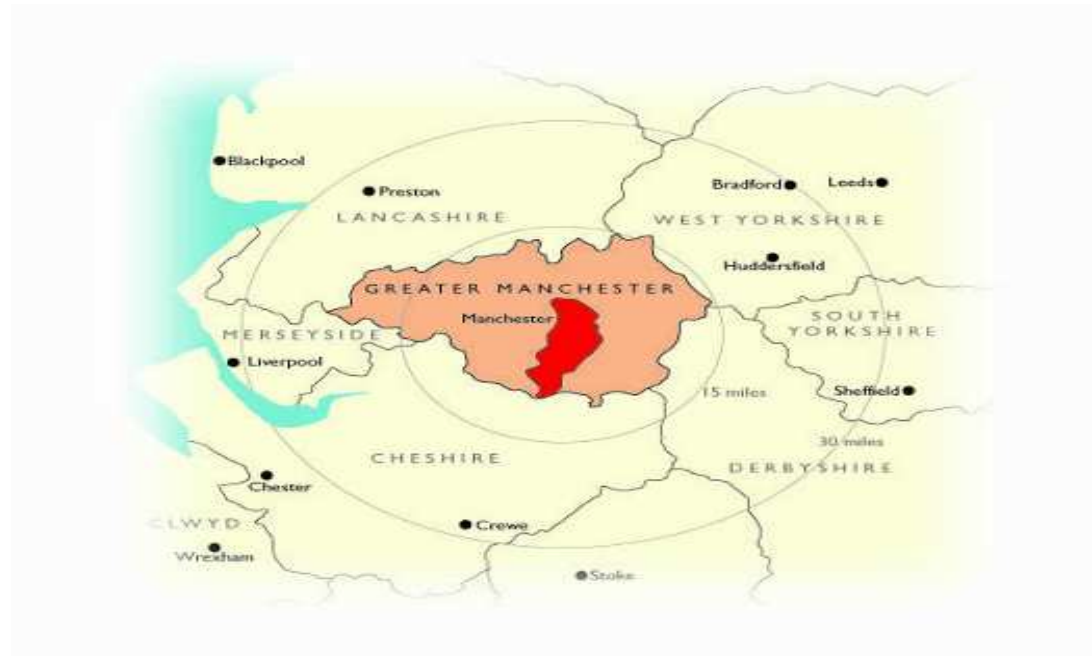 Blackpool
Preston
Bradford
Leeds
LANCASHIRE
WEST YORKSHIRE
Huddersfield
GREATER MANCHESTER
Manchester
SOUTH
YORKSHIRE
MERSEYSIDE
Liverpool
15 miles
Sheffield
30 miles
CHESHIRE
DERBYSHIRE
Chester
CLWYD
Crewe
Wrexham
Stoke